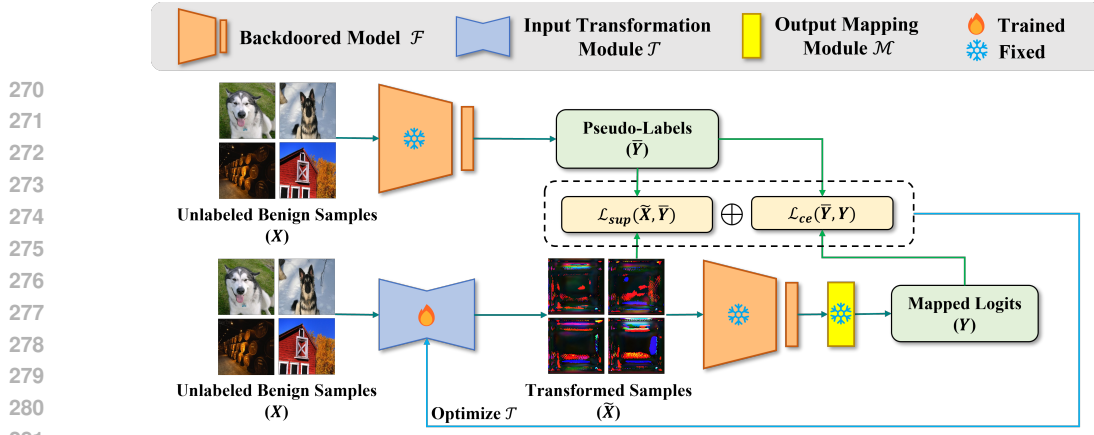 Backdoored Model ℱ
Input Transformation
Module 𝒯
Output Mapping
Module ℳ
Trained
Fixed
270
271
272
273
274
275
276
277
278
279
280
Unlabeled Benign Samples
(X)
Pseudo-Labels
(Ȳ)
ℒsup(X̃, Ȳ)
⊕
ℒce(Ȳ, Y)
Unlabeled Benign Samples
(X)
Transformed Samples
(X̃)
Mapped Logits
(Y)
Optimize 𝒯